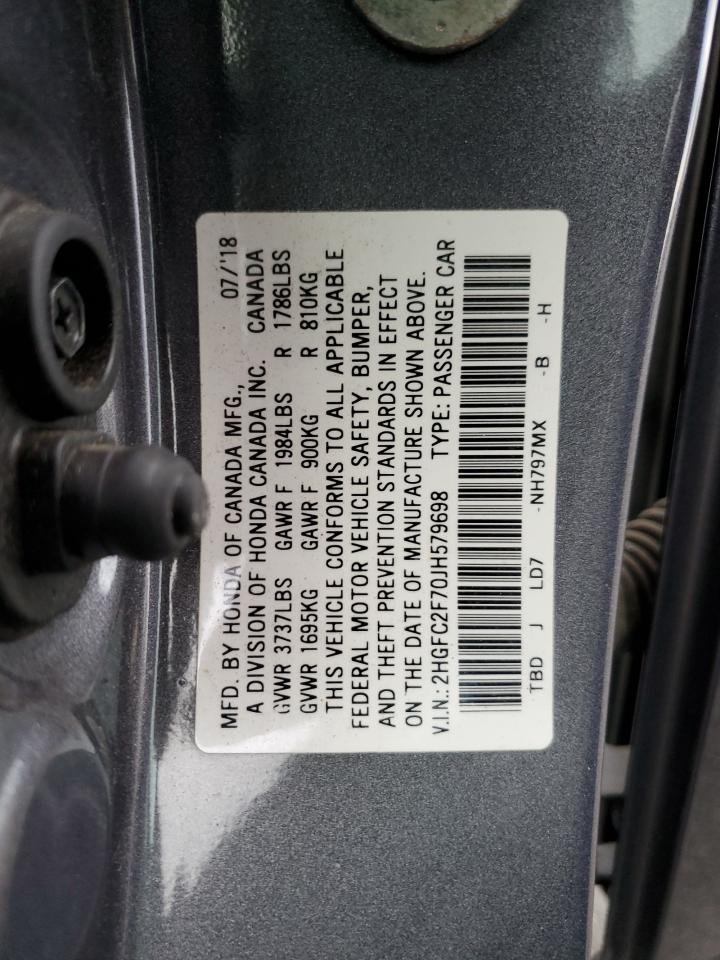 MFD. BY HONDA OF CANADA MFG., 07/'18
A DIVISION OF HONDA CANADA INC. CANADA
GVWR 3737LBS GAWR F 1984LBS R 1786LBS
GVWR 1695KG GAWR F 900KG R 810KG
THIS VEHICLE CONFORMS TO ALL APPLICABLE
FEDERAL MOTOR VEHICLE SAFETY, BUMPER,
AND THEFT PREVENTION STANDARDS IN EFFECT
ON THE DATE OF MANUFACTURE SHOWN ABOVE.
V.I.N.: 2HGFC2F70JH579698 TYPE: PASSENGER CAR
TBD J LD7 -NH797MX -B -H